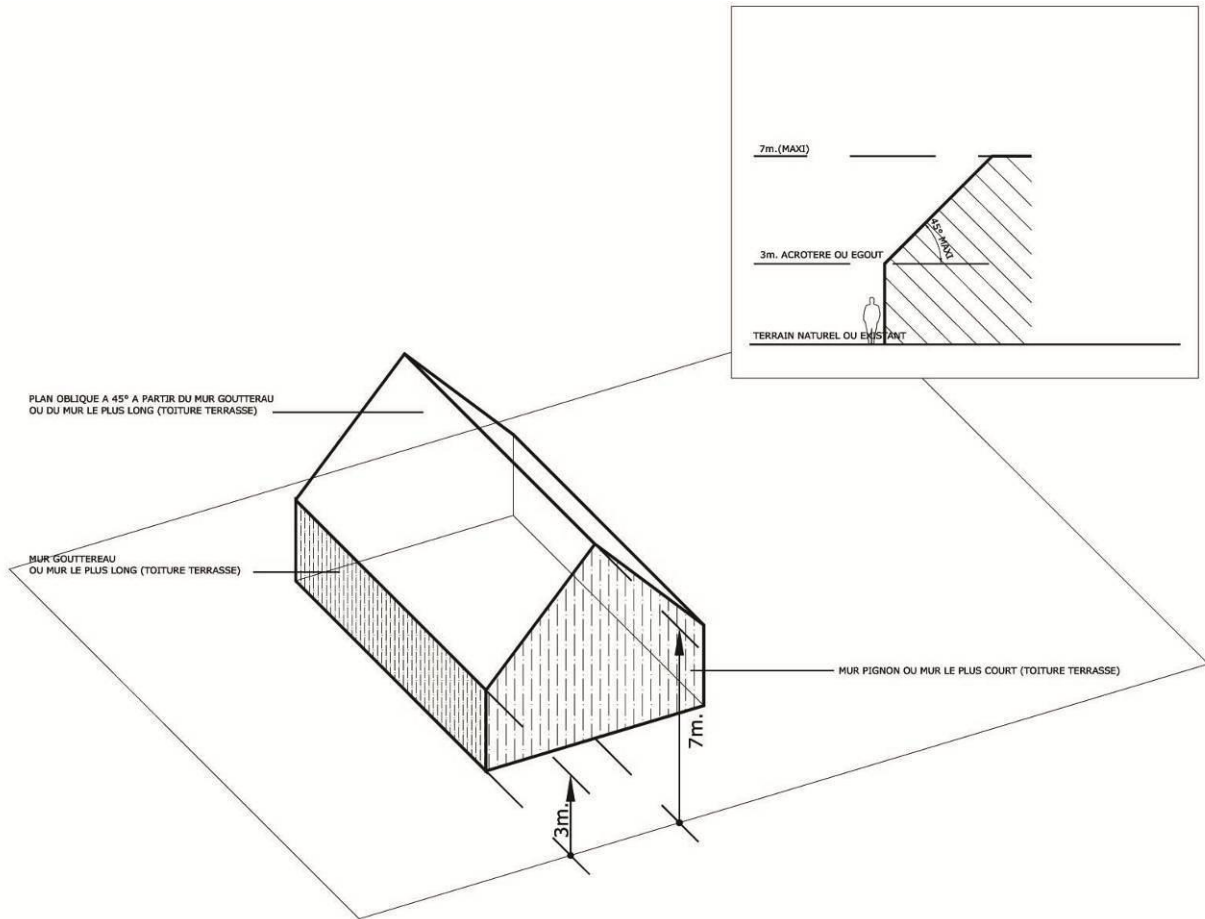 7m.(MAXI)
45° MAXI
3m. ACROTERE OU EGOUT
TERRAIN NATUREL OU EXISTANT
PLAN OBLIQUE A 45° A PARTIR DU MUR GOUTTERAU
OU DU MUR LE PLUS LONG (TOITURE TERRASSE)
MUR GOUTTEREAU
OU MUR LE PLUS LONG (TOITURE TERRASSE)
MUR PIGNON OU MUR LE PLUS COURT (TOITURE TERRASSE)
7m.
3m.